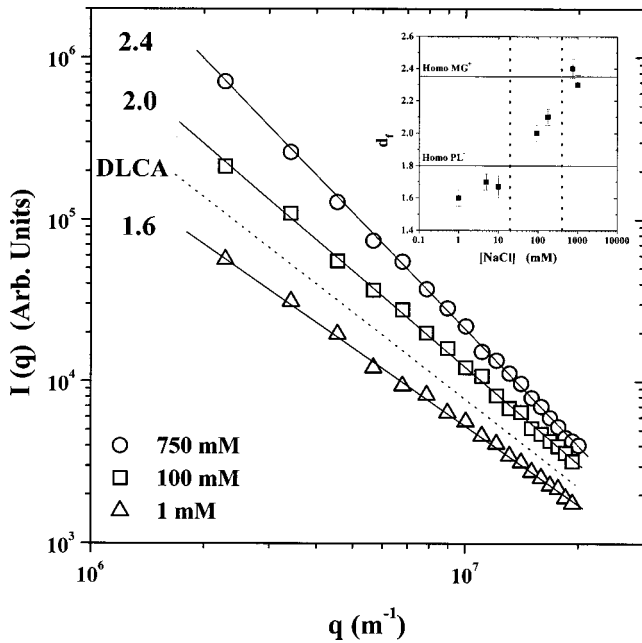 2.4
2.0
DLCA
1.6
10⁶
10⁵
10⁴
10³
I (q) (Arb. Units)
750 mM
100 mM
1 mM
10⁶
10⁷
q (m⁻¹)
2.6
2.4
2.2
2.0
1.8
1.6
1.4
Homo MG⁺
Homo PL⁻
d_f
0.1
1
10
100
1000
10000
[NaCl] (mM)